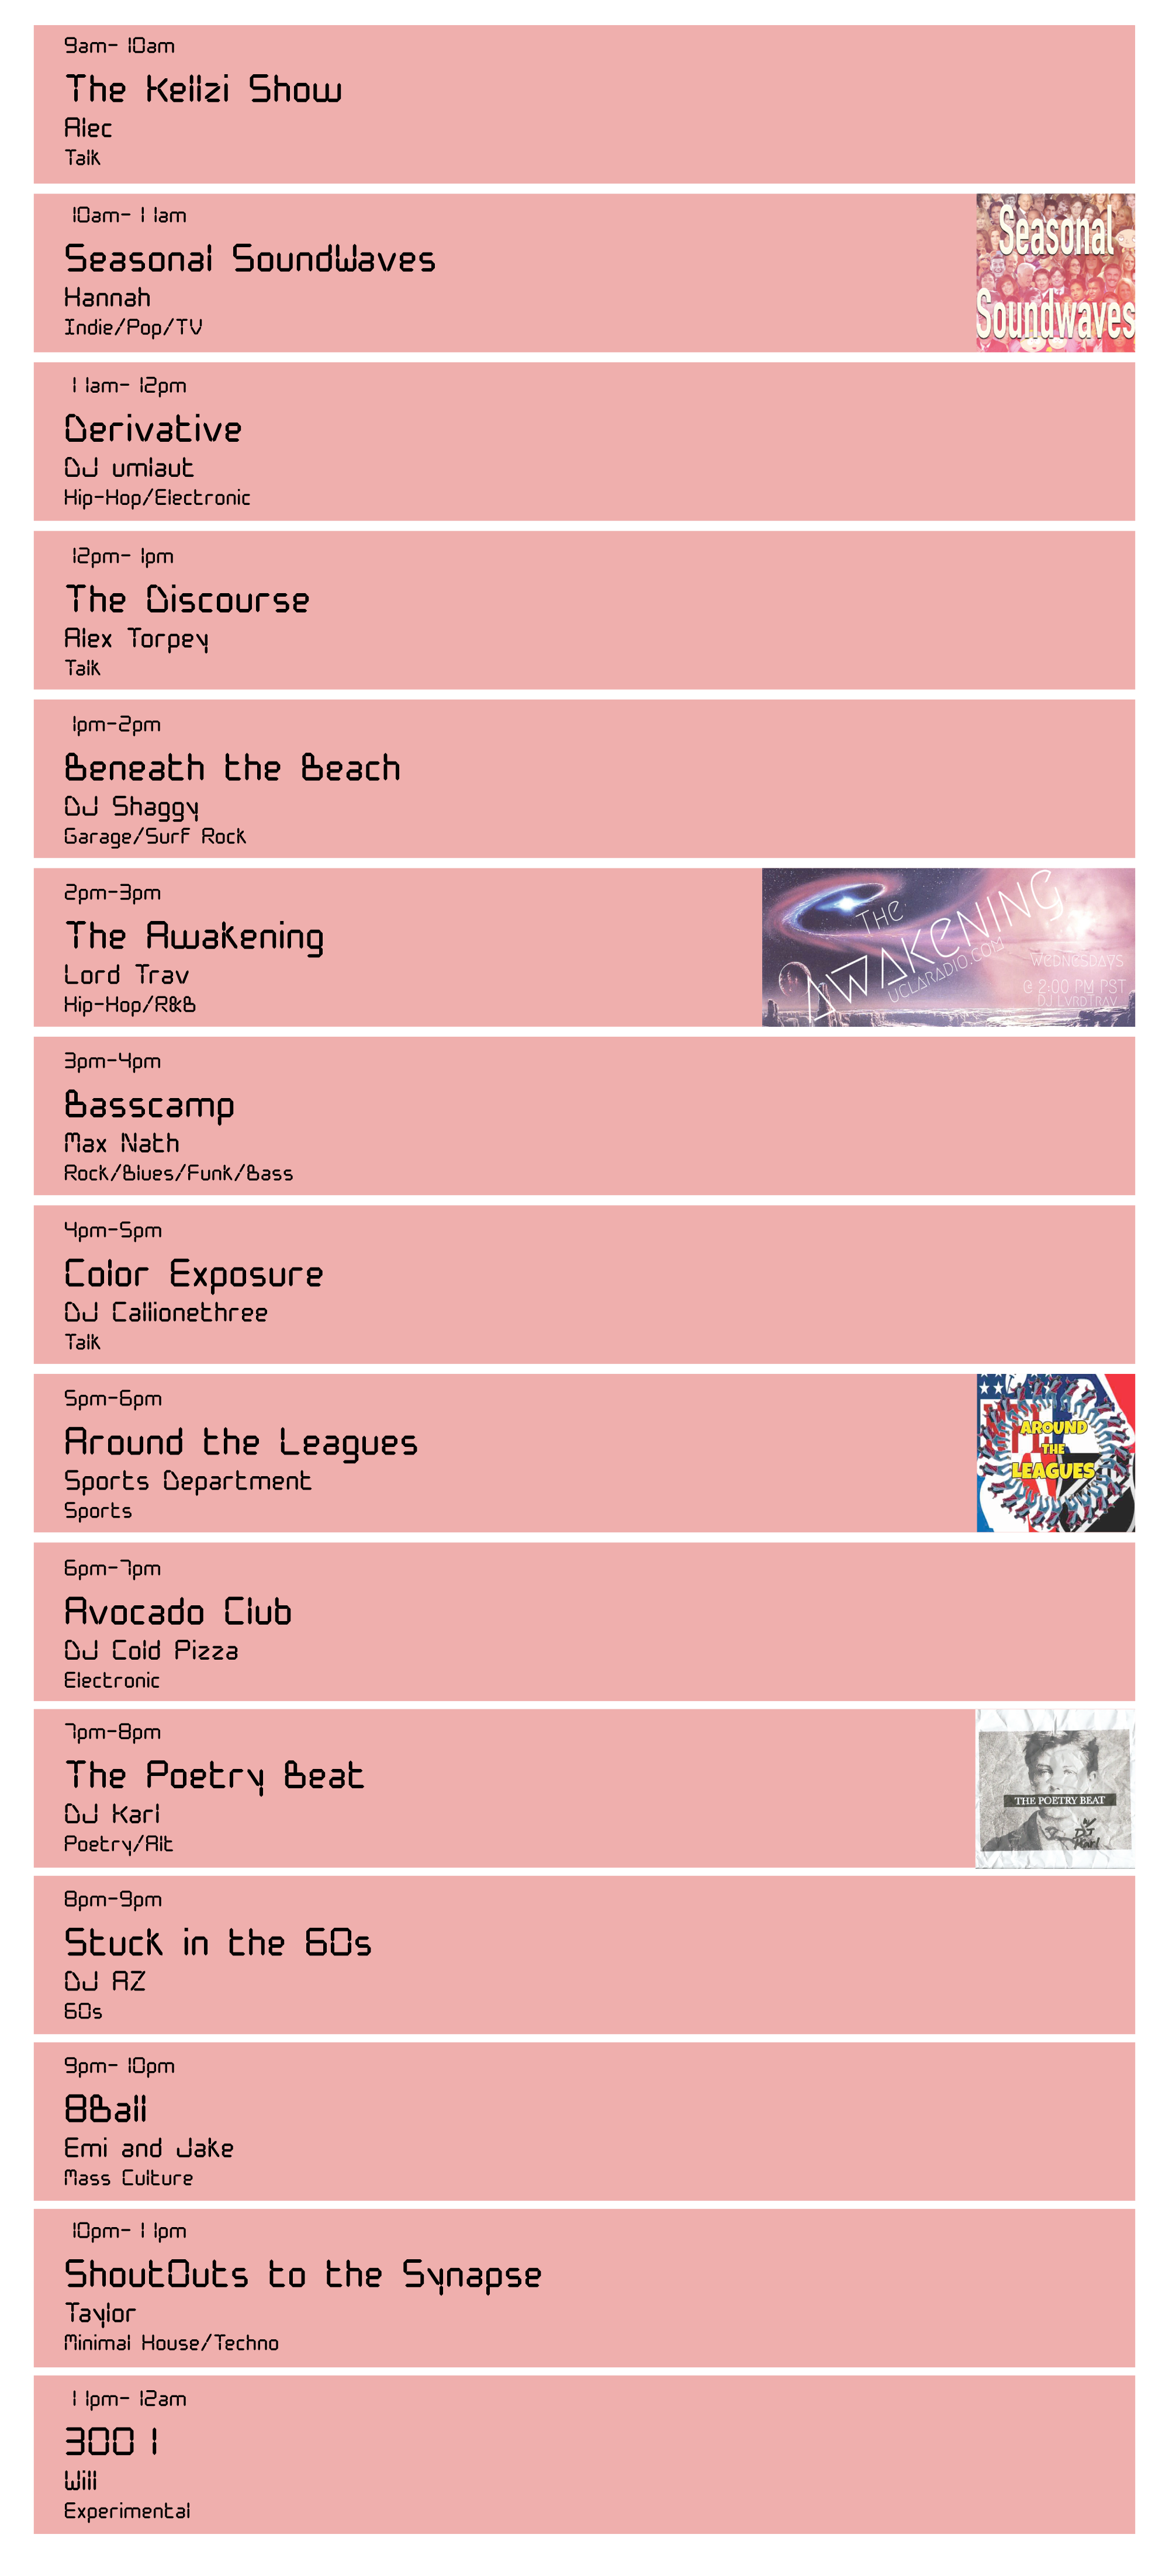 9am-10am
The Kellzi Show
Alec
Talk
10am-11am
Seasonal SoundWaves
Hannah
Indie/Pop/TV
Seasonal
Soundwaves
11am-12pm
Derivative
DJ umlaut
Hip-Hop/Electronic
12pm-1pm
The Discourse
Alex Torpey
Talk
1pm-2pm
Beneath the Beach
DJ Shaggy
Garage/Surf Rock
2pm-3pm
The Awakening
Lord Trav
Hip-Hop/R&B
THE
AWAKENING
UCLARADIO.COM
WEDNESDAYS
@ 2:00 PM PST
DJ LVRDTRAV
3pm-4pm
Basscamp
Max Nath
Rock/Blues/Funk/Bass
4pm-5pm
Color Exposure
DJ Callionethree
Talk
5pm-6pm
Around the Leagues
Sports Department
Sports
AROUND
THE
LEAGUES
6pm-7pm
Avocado Club
DJ Cold Pizza
Electronic
7pm-8pm
The Poetry Beat
DJ Karl
Poetry/Alt
THE POETRY BEAT
w/
DJ
Karl
8pm-9pm
Stuck in the 60s
DJ AZ
60s
9pm-10pm
8Ball
Emi and Jake
Mass Culture
10pm-11pm
ShoutOuts to the Synapse
Taylor
Minimal House/Techno
11pm-12am
3001
Will
Experimental